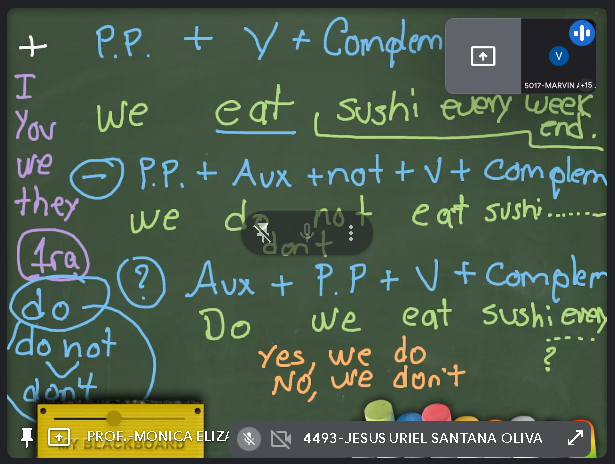 + P.P. + V + Complem
5017-MARVIN A +15
I
You
we
they
1ra
we eat sushi every week
end.
- P.P. + Aux + not + V + Complem
we do not eat sushi........
don't
? Aux + P.P + V + Complem
Do we eat sushi every
.......
?
Yes, we do
No, we don't
do
do not
don't
MY BLACKBOARD
PROF.-MONICA ELIZA
4493-JESUS URIEL SANTANA OLIVA
V